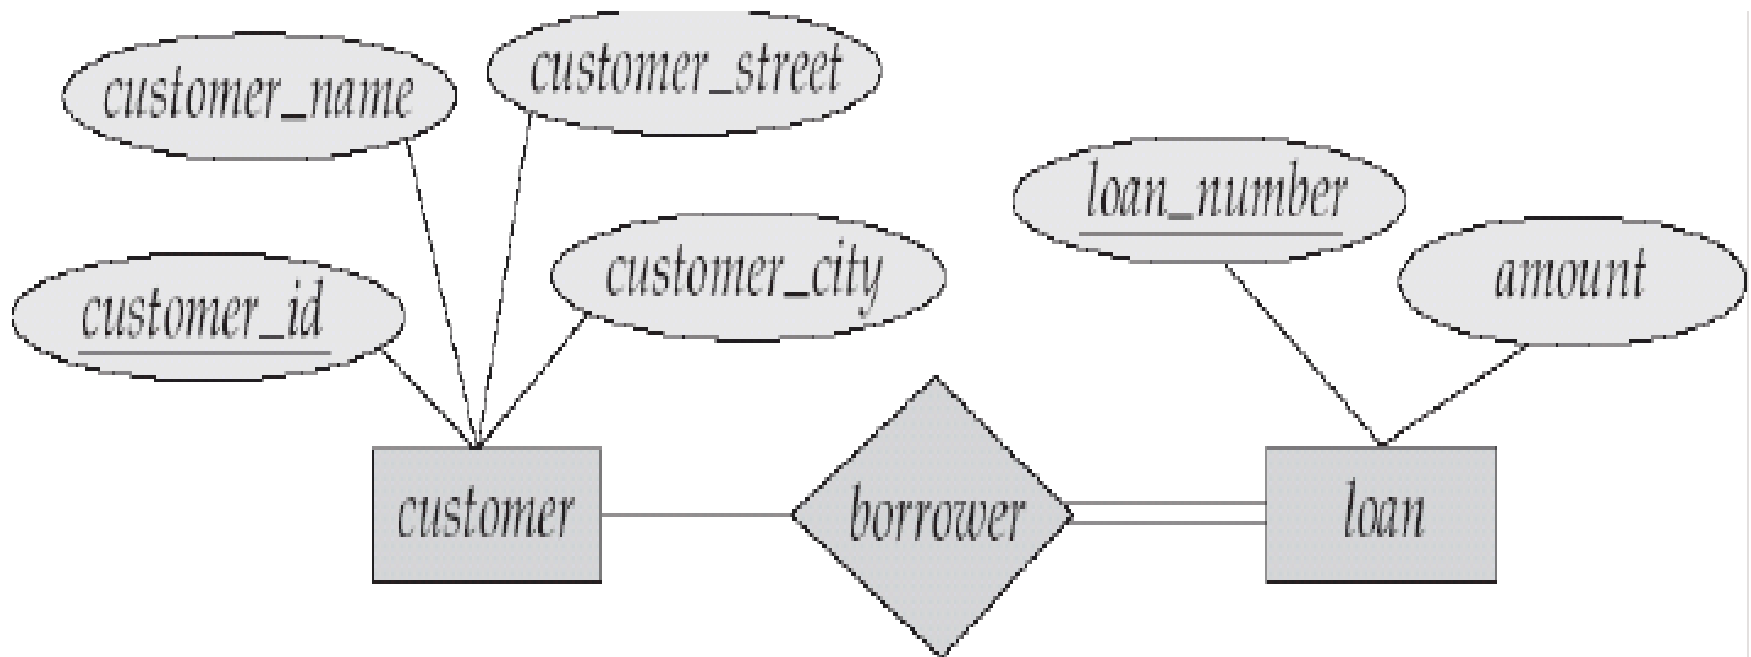 customer_name
customer_street
customer_id
customer_city
loan_number
amount
customer
borrower
loan